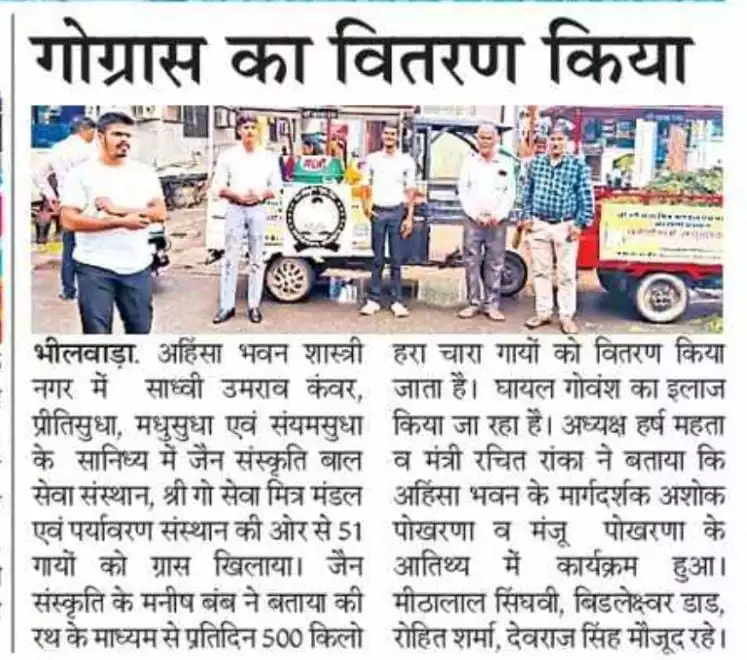 गोग्रास का वितरण किया
भीलवाड़ा. अहिंसा भवन शास्त्री
नगर में साध्वी उमराव कंवर,
प्रीतिसुधा, मधुसुधा एवं संयमसुधा
के सानिध्य में जैन संस्कृति बाल
सेवा संस्थान, श्री गो सेवा मित्र मंडल
एवं पर्यावरण संस्थान की ओर से 51
गायों को ग्रास खिलाया। जैन
संस्कृति के मनीष बंब ने बताया की
रथ के माध्यम से प्रतिदिन 500 किलो
हरा चारा गायों को वितरण किया
जाता है। घायल गोवंश का इलाज
किया जा रहा है। अध्यक्ष हर्ष महता
व मंत्री रचित रांका ने बताया कि
अहिंसा भवन के मार्गदर्शक अशोक
पोखरणा व मंजू पोखरणा के
आतिथ्य में कार्यक्रम हुआ।
मीठालाल सिंघवी, बिडलेक्ष्वर डाड,
रोहित शर्मा, देवराज सिंह मौजूद रहे।